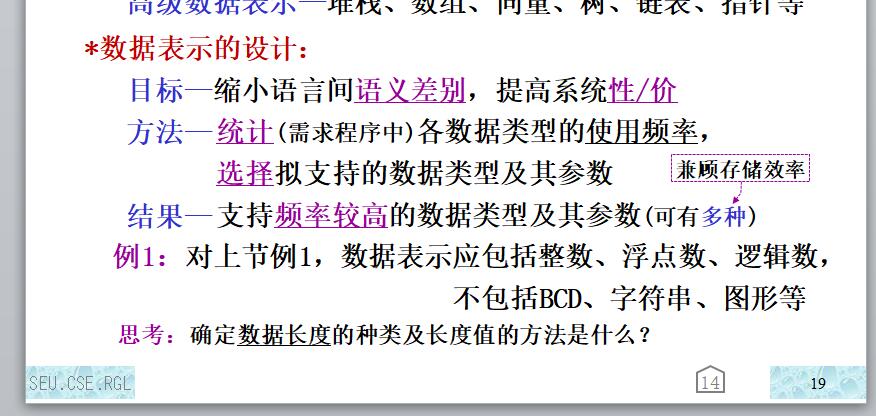 高级数据表示—堆栈、数组、向量、树、链表、指针等
*数据表示的设计：
目标—缩小语言间语义差别，提高系统性/价
方法—统计(需求程序中)各数据类型的使用频率，
选择拟支持的数据类型及其参数
兼顾存储效率
结果—支持频率较高的数据类型及其参数(可有多种)
例1：对上节例1，数据表示应包括整数、浮点数、逻辑数，
不包括BCD、字符串、图形等
思考：确定数据长度的种类及长度值的方法是什么？
SEU.CSE.RGL
14
19